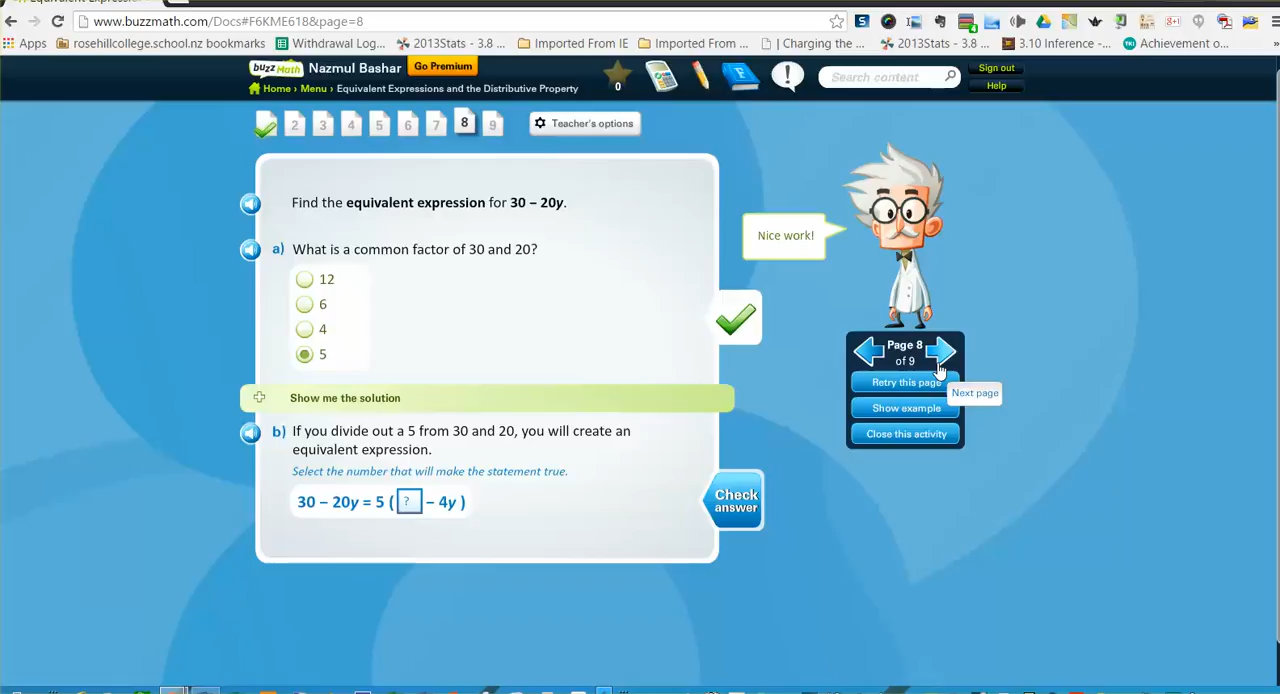 Equivalent Expression
www.buzzmath.com/Docs#F6KME618&page=8
Apps rosehillcollege.school.nz bookmarks Withdrawal Log... 2013Stats - 3.8 ... Imported From IE Imported From ... | Charging the ... 2013Stats - 3.8 ... 3.10 Inference -... Achievement o... »
buzz Math Nazmul Bashar Go Premium 0 Search content Sign out
Home › Menu › Equivalent Expressions and the Distributive Property Help
2 3 4 5 6 7 8 9 Teacher's options
Find the equivalent expression for 30 – 20y.
Nice work!
a) What is a common factor of 30 and 20?
12
6
4
5
Page 8
of 9
Retry this page
Next page
Show example
Close this activity
Show me the solution
b) If you divide out a 5 from 30 and 20, you will create an
equivalent expression.
Select the number that will make the statement true.
30 – 20y = 5 ( ? – 4y )
Check
answer